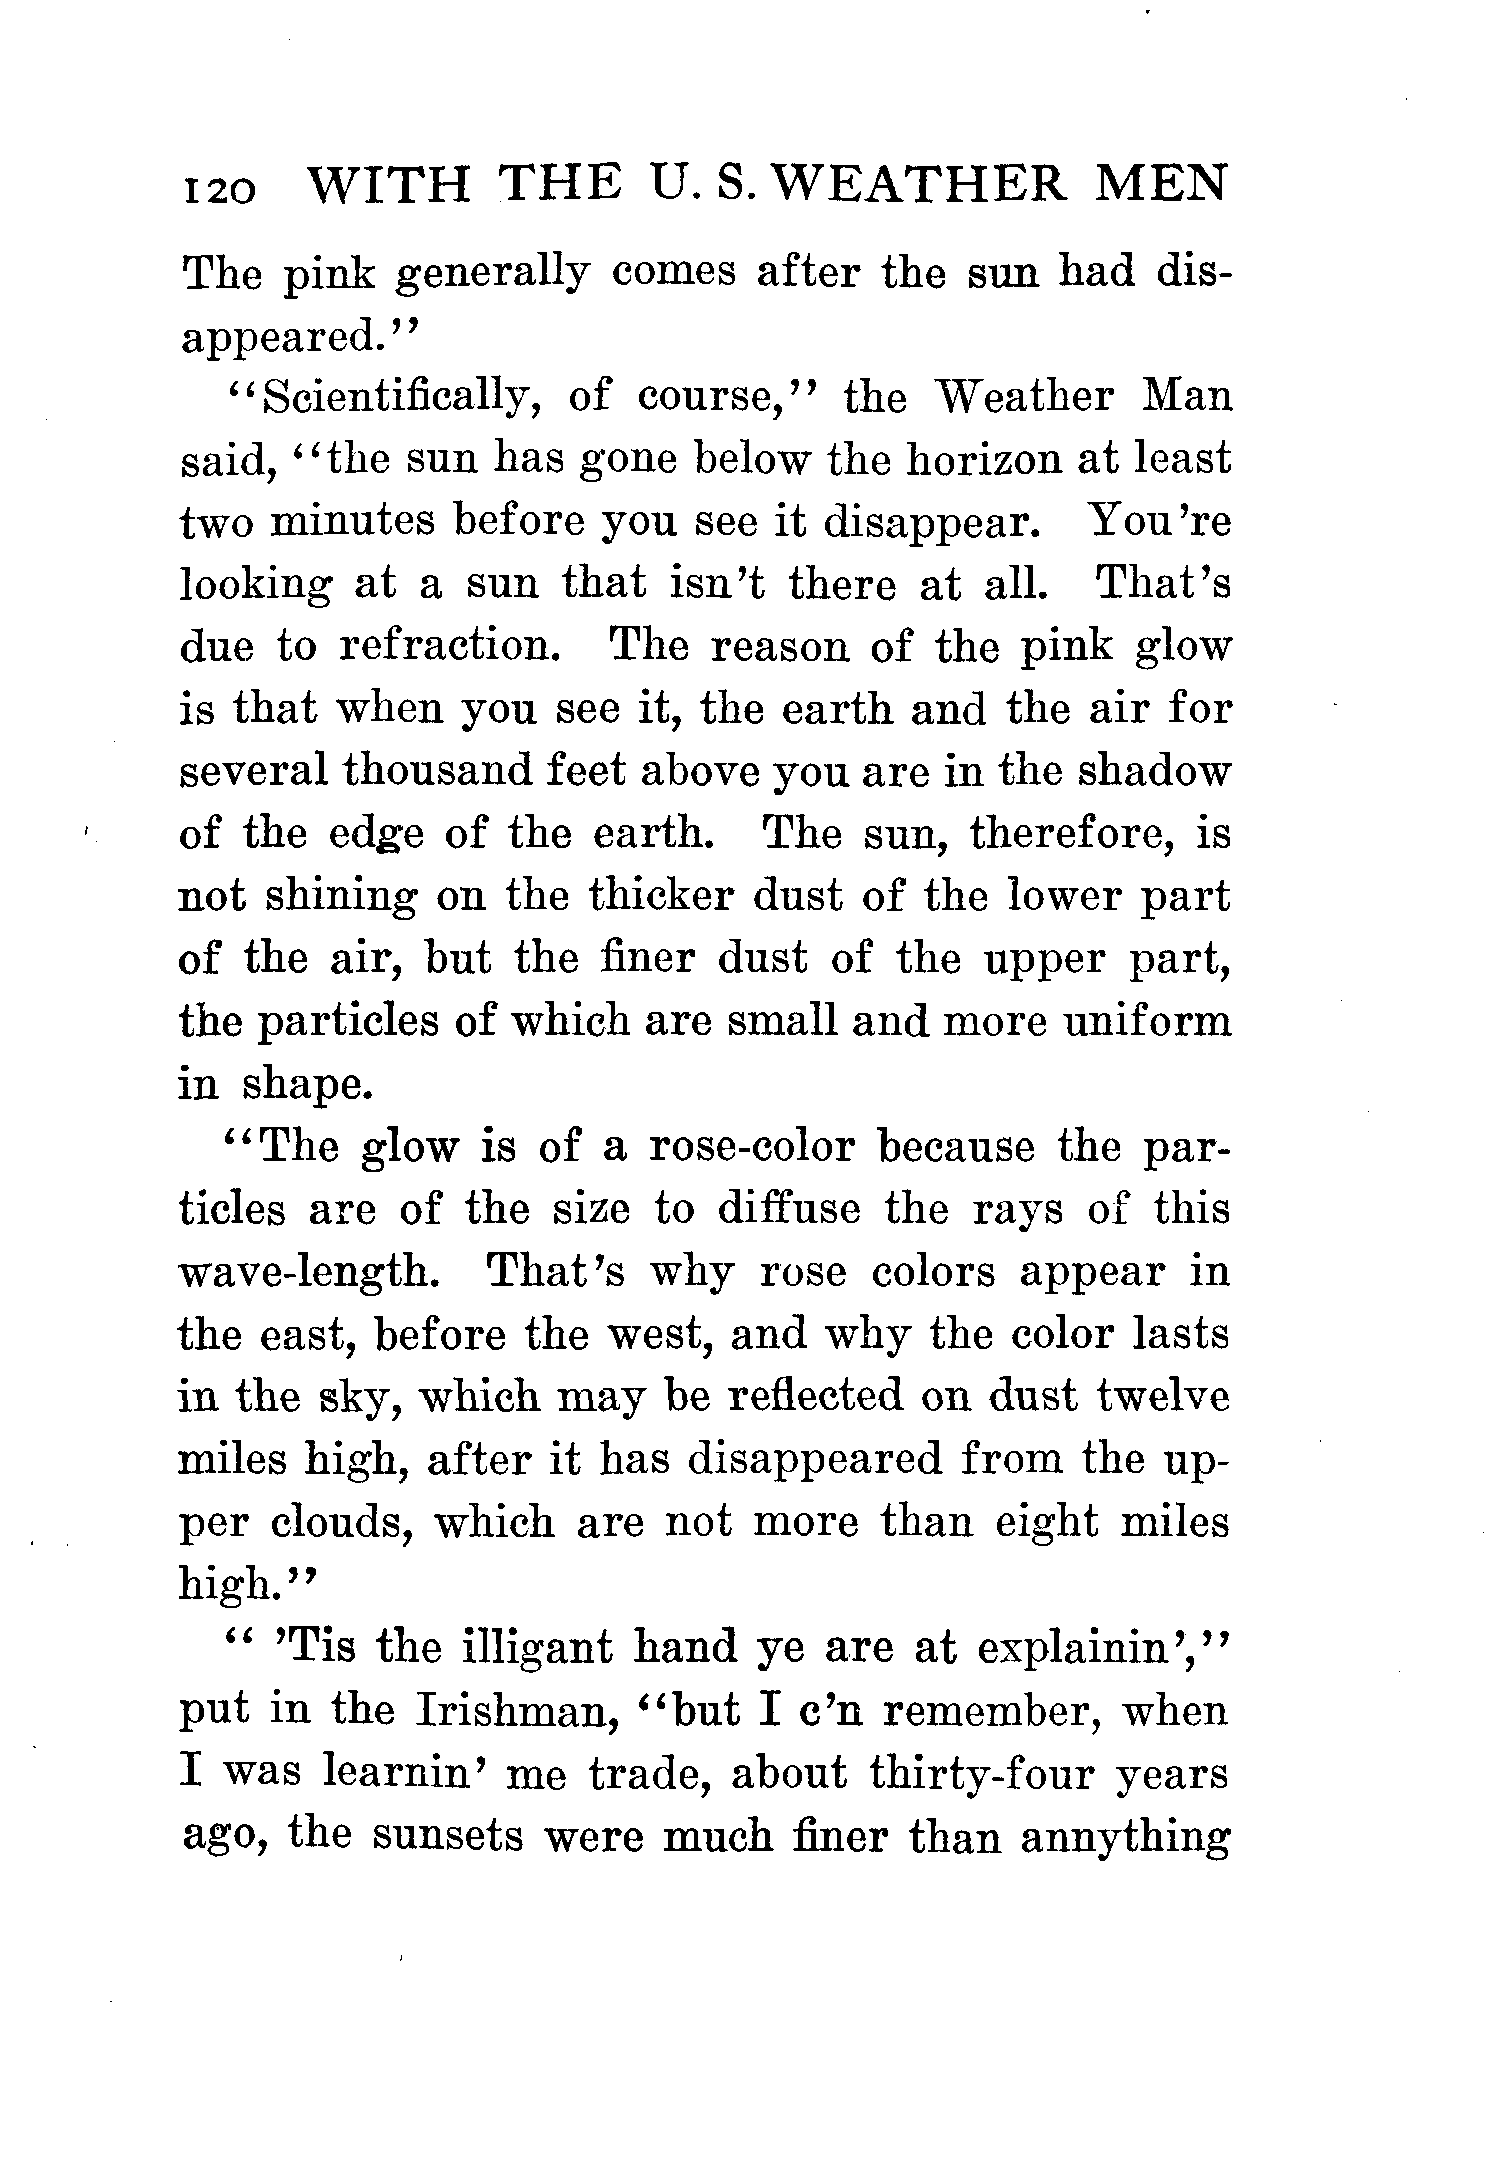 120 WITH THE U. S. WEATHER MEN
The pink generally comes after the sun had dis-
appeared."
"Scientifically, of course," the Weather Man
said, "the sun has gone below the horizon at least
two minutes before you see it disappear. You're
looking at a sun that isn't there at all. That's
due to refraction. The reason of the pink glow
is that when you see it, the earth and the air for
several thousand feet above you are in the shadow
of the edge of the earth. The sun, therefore, is
not shining on the thicker dust of the lower part
of the air, but the finer dust of the upper part,
the particles of which are small and more uniform
in shape.
"The glow is of a rose-color because the par-
ticles are of the size to diffuse the rays of this
wave-length. That's why rose colors appear in
the east, before the west, and why the color lasts
in the sky, which may be reflected on dust twelve
miles high, after it has disappeared from the up-
per clouds, which are not more than eight miles
high."
" 'Tis the illigant hand ye are at explainin',"
put in the Irishman, "but I c'n remember, when
I was learnin' me trade, about thirty-four years
ago, the sunsets were much finer than annything